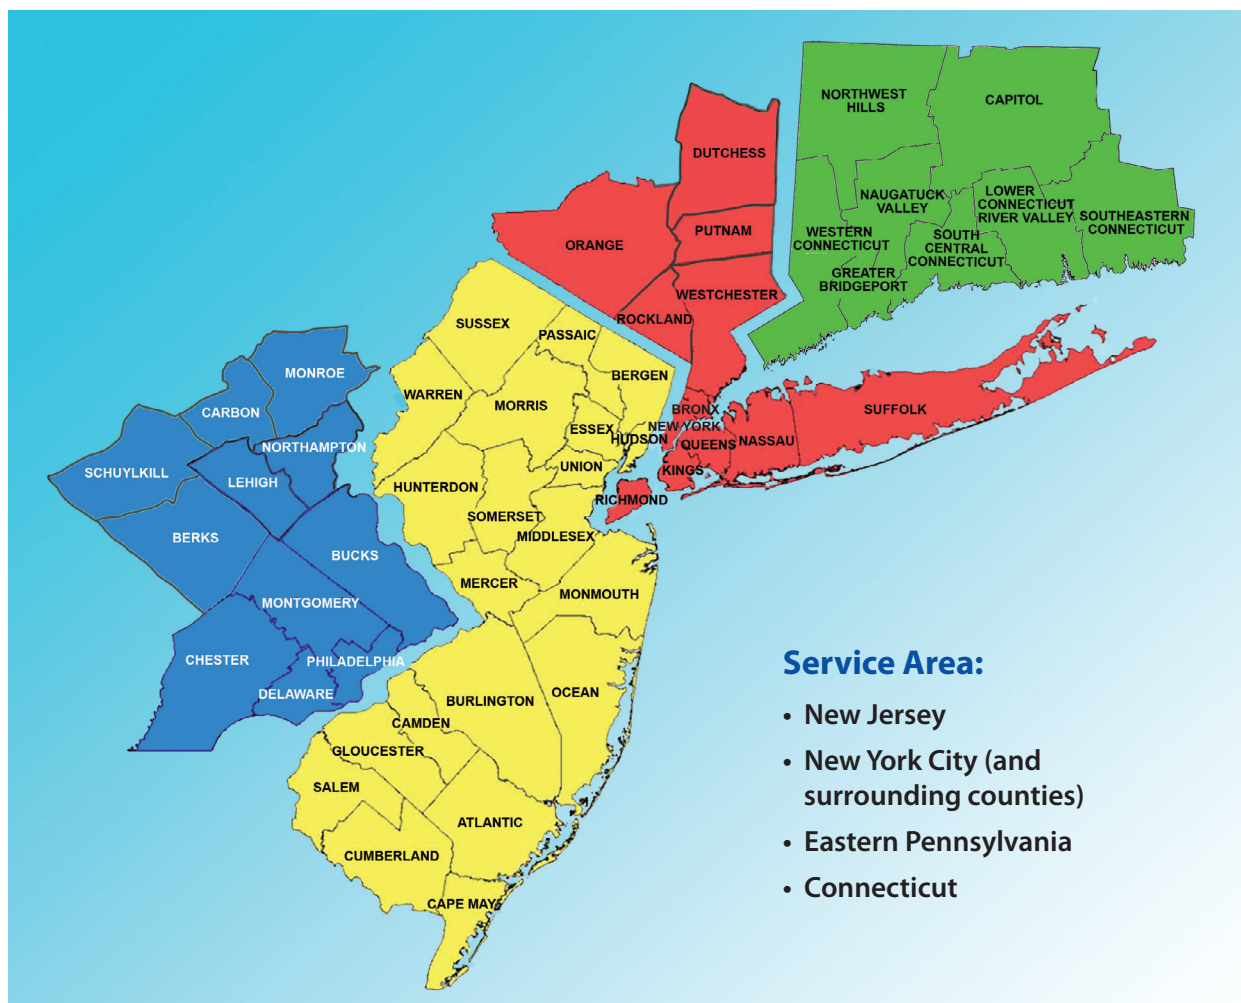 NORTHWEST
HILLS
CAPITOL
DUTCHESS
NAUGATUCK
VALLEY
LOWER
CONNECTICUT
RIVER VALLEY
SOUTHEASTERN
CONNECTICUT
ORANGE
PUTNAM
WESTERN
CONNECTICUT
SOUTH
CENTRAL
CONNECTICUT
GREATER
BRIDGEPORT
WESTCHESTER
ROCKLAND
SUSSEX
PASSAIC
BERGEN
MONROE
WARREN
MORRIS
CARBON
BRONX
SUFFOLK
ESSEX
NEW YORK
HUDSON
QUEENS
NASSAU
NORTHAMPTON
UNION
KINGS
SCHUYLKILL
LEHIGH
HUNTERDON
RICHMOND
SOMERSET
MIDDLESEX
BERKS
BUCKS
MERCER
MONMOUTH
MONTGOMERY
CHESTER
PHILADELPHIA
DELAWARE
OCEAN
BURLINGTON
CAMDEN
GLOUCESTER
SALEM
ATLANTIC
CUMBERLAND
CAPE MAY
Service Area:
• New Jersey
• New York City (and
surrounding counties)
• Eastern Pennsylvania
• Connecticut